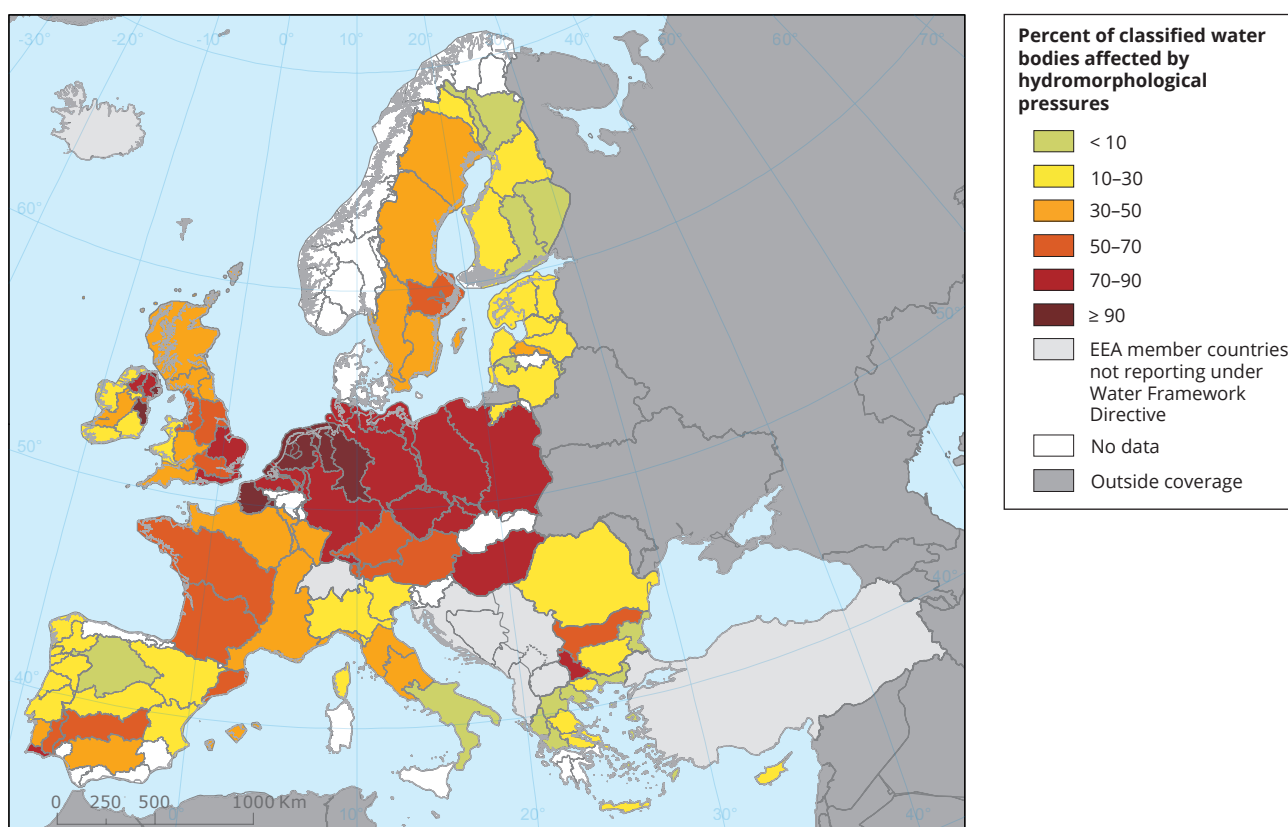 -30°
-20°
-10°
0°
10°
20°
30°
40°
50°
60°
70°
60°
50°
50°
40°
40°
0 250 500 1000 Km
10°
20°
30°
40°
Percent of classified water
bodies affected by
hydromorphological
pressures
< 10
10–30
30–50
50–70
70–90
≥ 90
EEA member countries
not reporting under
Water Framework
Directive
No data
Outside coverage